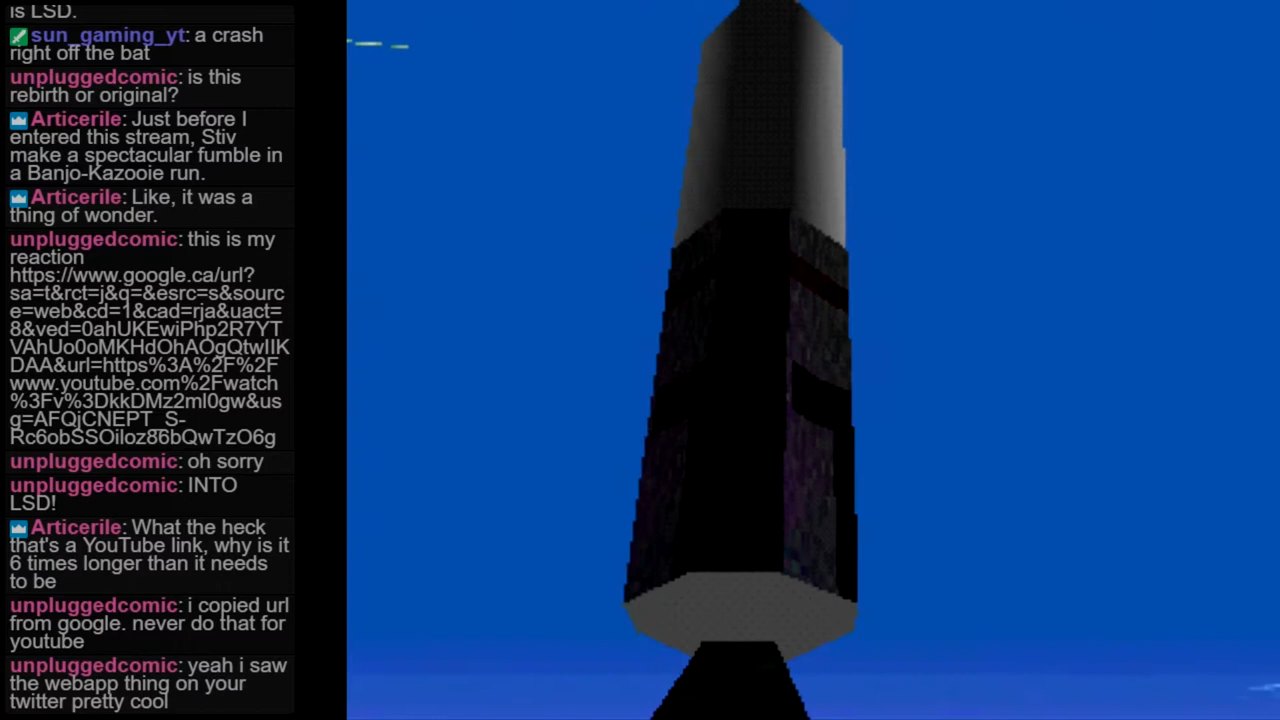 is LSD.
sun_gaming_yt: a crash
right off the bat
unpluggedcomic: is this
rebirth or original?
Articerile: Just before I
entered this stream, Stiv
make a spectacular fumble in
a Banjo-Kazooie run.
Articerile: Like, it was a
thing of wonder.
unpluggedcomic: this is my
reaction
https://www.google.ca/url?
sa=t&rct=j&q=&esrc=s&sourc
e=web&cd=1&cad=rja&uact=
8&ved=0ahUKEwiPhp2R7YT
VAhUo0oMKHdOhAOgQtwIIK
DAA&url=https%3A%2F%2F
www.youtube.com%2Fwatch
%3Fv%3DkkDMz2ml0gw&us
g=AFQjCNEPT_S-
Rc6obSSOiloz86bQwTzO6g
unpluggedcomic: oh sorry
unpluggedcomic: INTO
LSD!
Articerile: What the heck
that's a YouTube link, why is it
6 times longer than it needs
to be
unpluggedcomic: i copied url
from google. never do that for
youtube
unpluggedcomic: yeah i saw
the webapp thing on your
twitter pretty cool